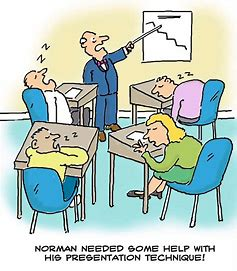 z z z
z z z
z z
z z z
NORMAN NEEDED SOME HELP WITH
HIS PRESENTATION TECHNIQUE!